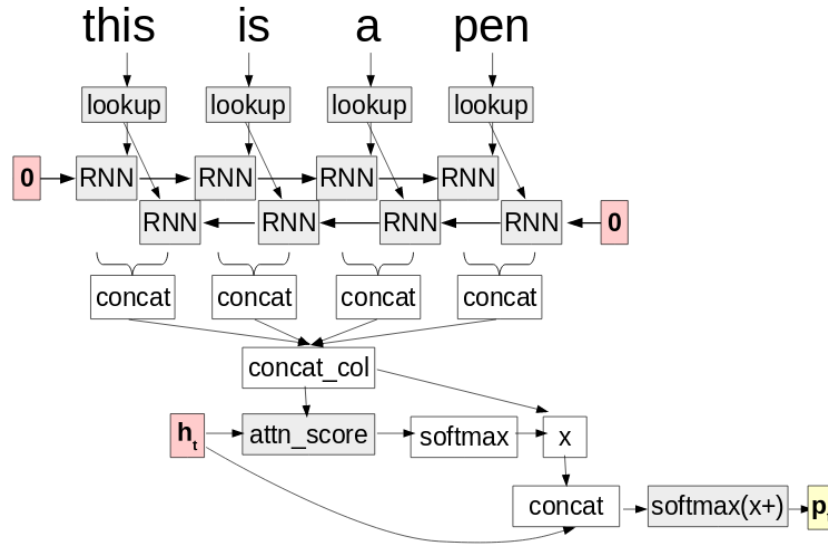 this is a pen
lookup lookup lookup lookup
0 RNN RNN RNN RNN
RNN RNN RNN RNN 0
concat concat concat concat
concat_col
h_t attn_score softmax x
concat softmax(x+) p